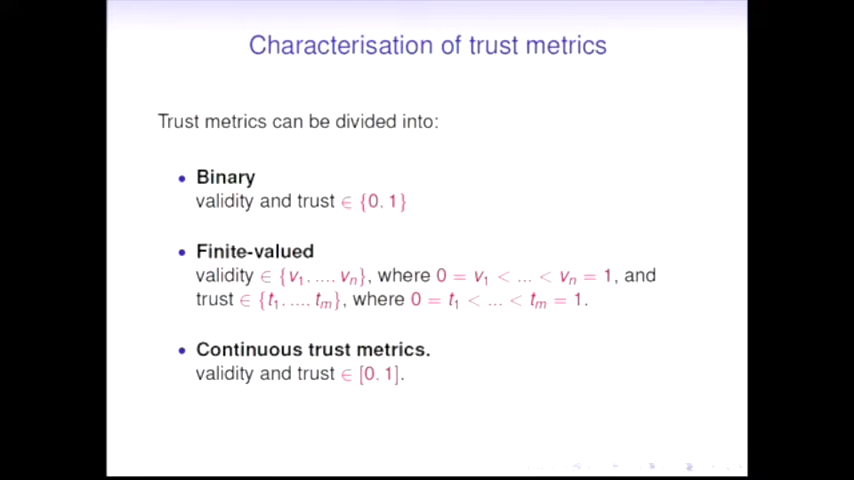 Characterisation of trust metrics
Trust metrics can be divided into:
• Binary
validity and trust ∈ {0, 1}
• Finite-valued
validity ∈ {v₁, ..., vₙ}, where 0 = v₁ < ... < vₙ = 1, and
trust ∈ {t₁, ..., tₘ}, where 0 = t₁ < ... < tₘ = 1.
• Continuous trust metrics.
validity and trust ∈ [0, 1].